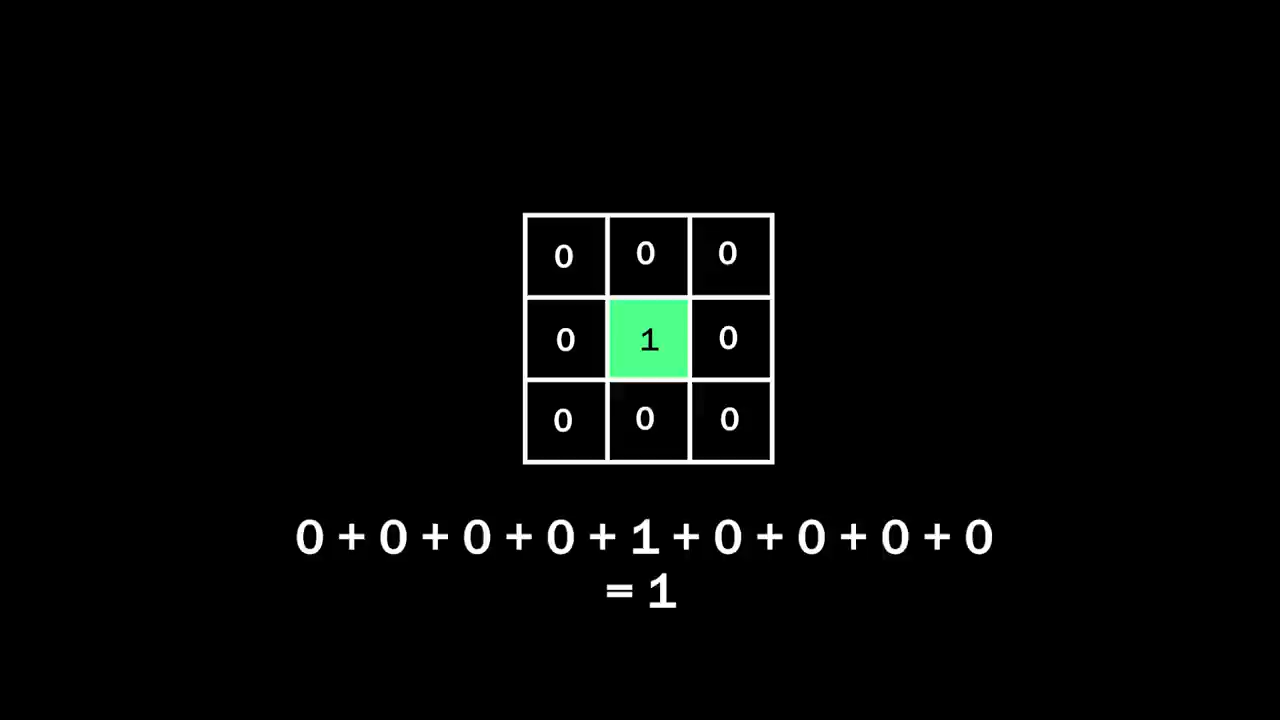 0 0 0
0 1 0
0 0 0
0 + 0 + 0 + 0 + 1 + 0 + 0 + 0 + 0
= 1